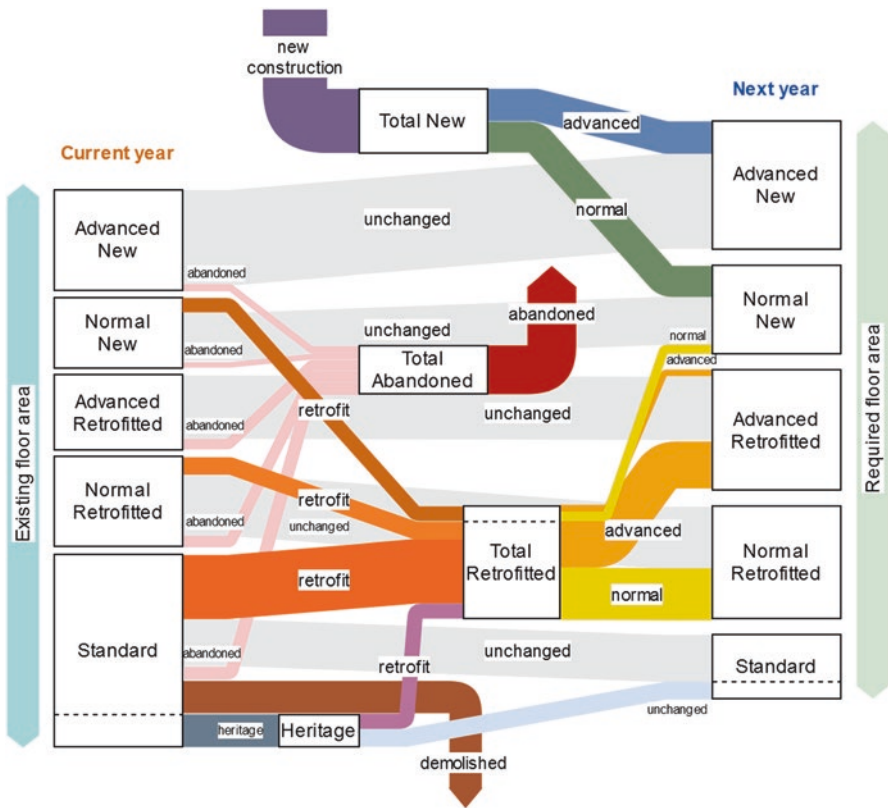 new
construction
Total New
advanced
Next year
Current year
Advanced
New
unchanged
normal
Advanced
New
abandoned
Normal
New
unchanged
abandoned
Normal
New
abandoned
Total
Abandoned
normal
advanced
Advanced
Retrofitted
retrofit
unchanged
Advanced
Retrofitted
abandoned
Existing floor area
Required floor area
Normal
Retrofitted
retrofit
unchanged
abandoned
advanced
Total
Retrofitted
Normal
Retrofitted
retrofit
normal
Standard
abandoned
retrofit
unchanged
Standard
unchanged
heritage
Heritage
demolished